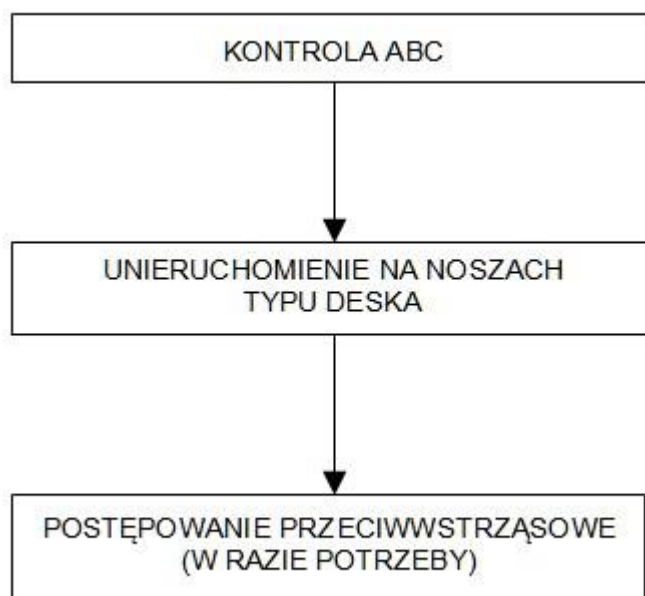 KONTROLA ABC
UNIERUCHOMIENIE NA NOSZACH
TYPU DESKA
POSTĘPOWANIE PRZECIWWSTRZĄSOWE
(W RAZIE POTRZEBY)